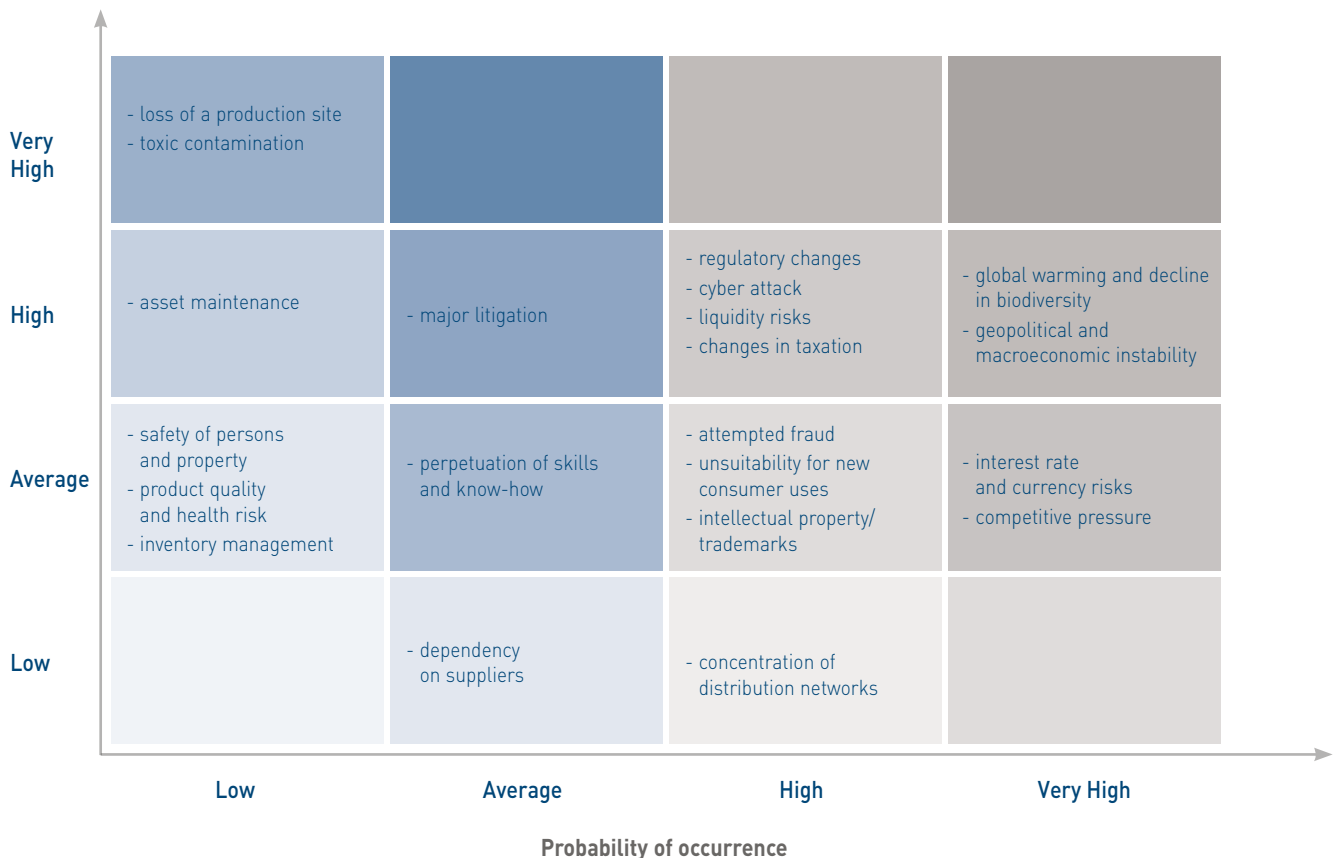 Very
High
- loss of a production site
- toxic contamination
High
- asset maintenance
- major litigation
- regulatory changes
- cyber attack
- liquidity risks
- changes in taxation
- global warming and decline
in biodiversity
- geopolitical and
macroeconomic instability
Average
- safety of persons
and property
- product quality
and health risk
- inventory management
- perpetuation of skills
and know-how
- attempted fraud
- unsuitability for new
consumer uses
- intellectual property/
trademarks
- interest rate
and currency risks
- competitive pressure
Low
- dependency
on suppliers
- concentration of
distribution networks
Low
Average
High
Very High
Probability of occurrence